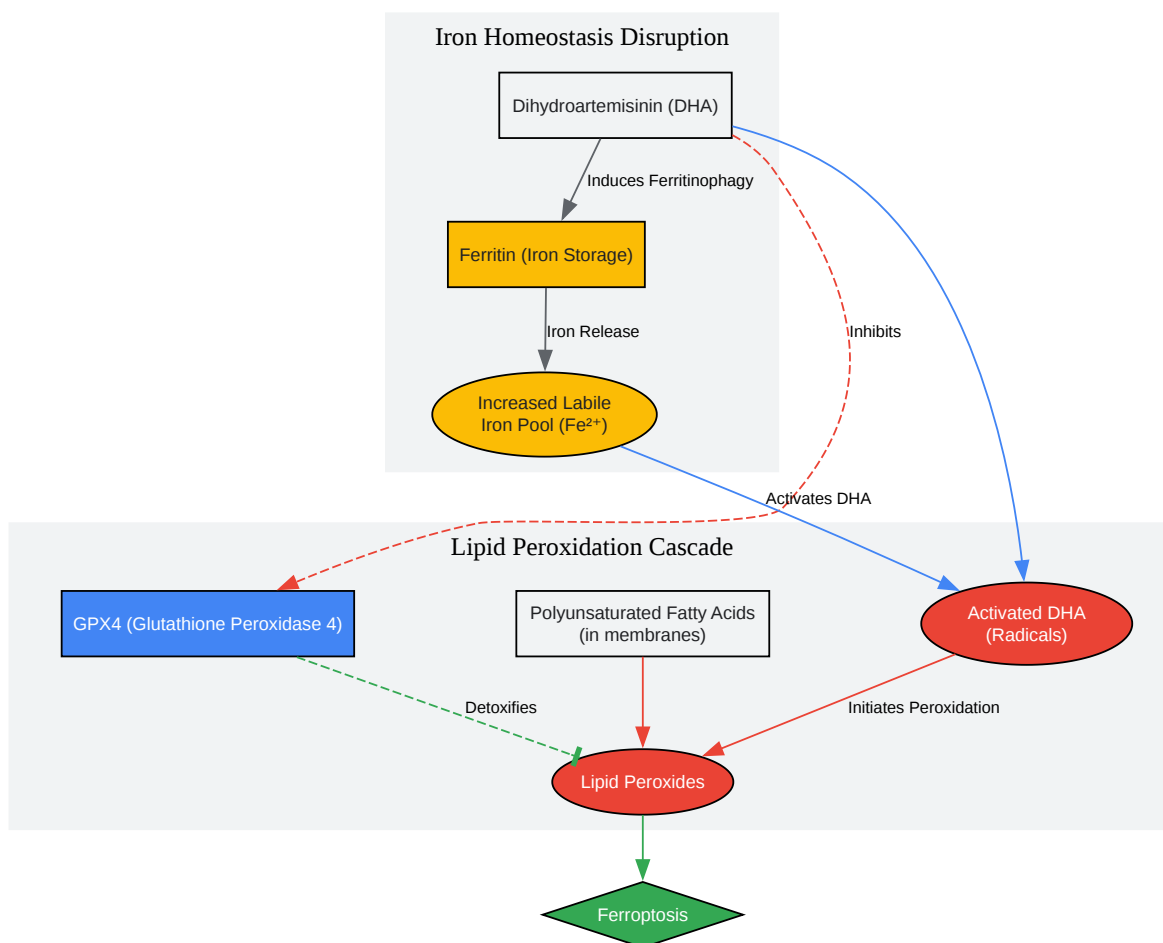 Iron Homeostasis Disruption
Dihydroartemisinin (DHA)
Induces Ferritinophagy
Ferritin (Iron Storage)
Iron Release
Inhibits
Increased Labile
Iron Pool (Fe²⁺)
Activates DHA
Lipid Peroxidation Cascade
GPX4 (Glutathione Peroxidase 4)
Polyunsaturated Fatty Acids
(in membranes)
Activated DHA
(Radicals)
Detoxifies
Initiates Peroxidation
Lipid Peroxides
Ferroptosis